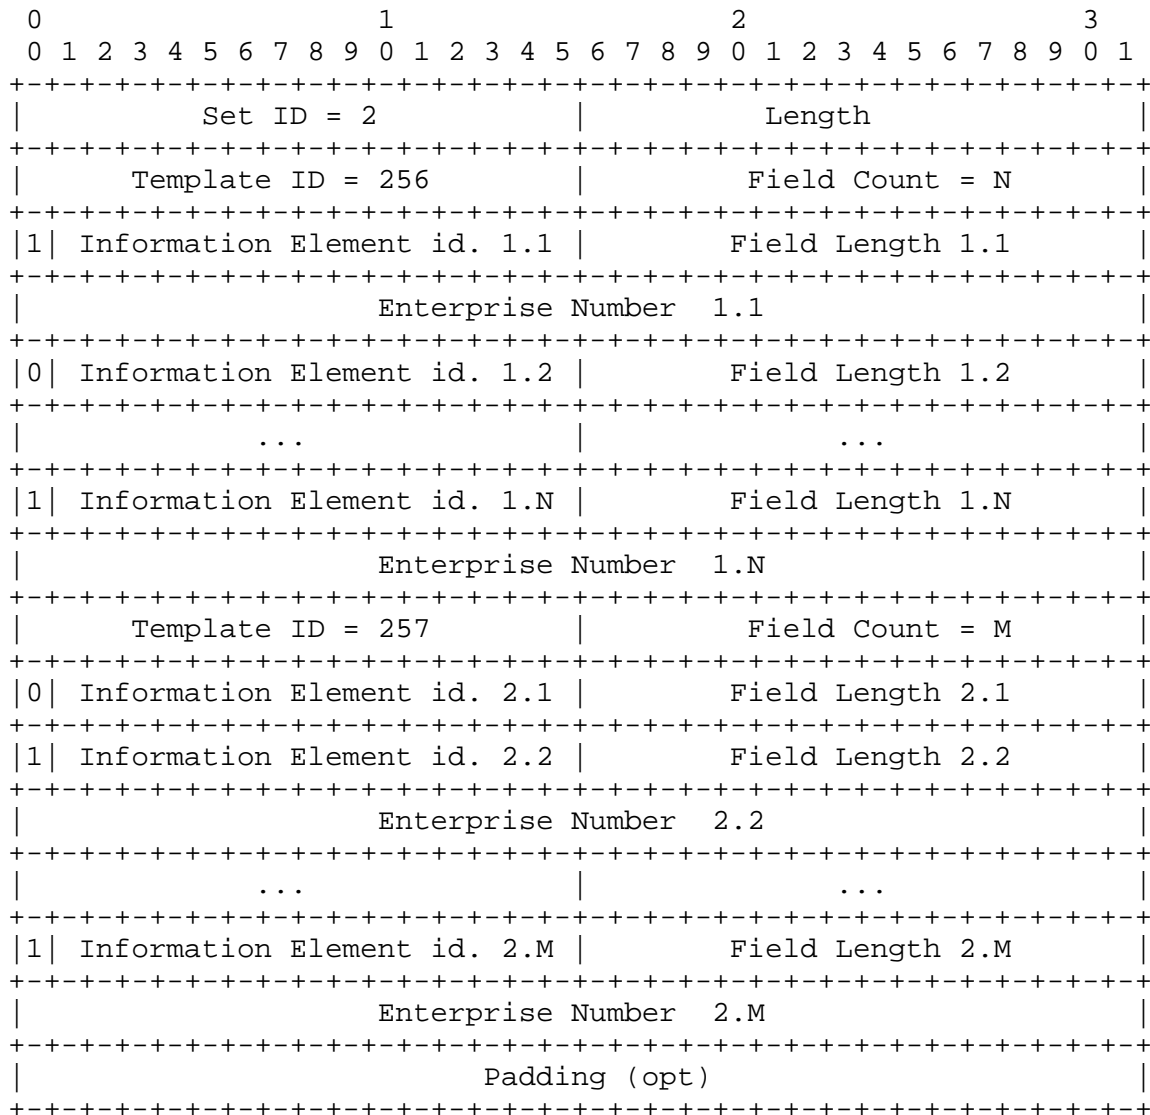 0                   1                   2                   3
 0 1 2 3 4 5 6 7 8 9 0 1 2 3 4 5 6 7 8 9 0 1 2 3 4 5 6 7 8 9 0 1
+-+-+-+-+-+-+-+-+-+-+-+-+-+-+-+-+-+-+-+-+-+-+-+-+-+-+-+-+-+-+-+-+
|          Set ID = 2           |          Length               |
+-+-+-+-+-+-+-+-+-+-+-+-+-+-+-+-+-+-+-+-+-+-+-+-+-+-+-+-+-+-+-+-+
|      Template ID = 256        |         Field Count = N       |
+-+-+-+-+-+-+-+-+-+-+-+-+-+-+-+-+-+-+-+-+-+-+-+-+-+-+-+-+-+-+-+-+
|1| Information Element id. 1.1 |        Field Length 1.1       |
+-+-+-+-+-+-+-+-+-+-+-+-+-+-+-+-+-+-+-+-+-+-+-+-+-+-+-+-+-+-+-+-+
|                    Enterprise Number  1.1                     |
+-+-+-+-+-+-+-+-+-+-+-+-+-+-+-+-+-+-+-+-+-+-+-+-+-+-+-+-+-+-+-+-+
|0| Information Element id. 1.2 |        Field Length 1.2       |
+-+-+-+-+-+-+-+-+-+-+-+-+-+-+-+-+-+-+-+-+-+-+-+-+-+-+-+-+-+-+-+-+
|             ...               |              ...              |
+-+-+-+-+-+-+-+-+-+-+-+-+-+-+-+-+-+-+-+-+-+-+-+-+-+-+-+-+-+-+-+-+
|1| Information Element id. 1.N |        Field Length 1.N       |
+-+-+-+-+-+-+-+-+-+-+-+-+-+-+-+-+-+-+-+-+-+-+-+-+-+-+-+-+-+-+-+-+
|                    Enterprise Number  1.N                     |
+-+-+-+-+-+-+-+-+-+-+-+-+-+-+-+-+-+-+-+-+-+-+-+-+-+-+-+-+-+-+-+-+
|      Template ID = 257        |         Field Count = M       |
+-+-+-+-+-+-+-+-+-+-+-+-+-+-+-+-+-+-+-+-+-+-+-+-+-+-+-+-+-+-+-+-+
|0| Information Element id. 2.1 |        Field Length 2.1       |
+-+-+-+-+-+-+-+-+-+-+-+-+-+-+-+-+-+-+-+-+-+-+-+-+-+-+-+-+-+-+-+-+
|1| Information Element id. 2.2 |        Field Length 2.2       |
+-+-+-+-+-+-+-+-+-+-+-+-+-+-+-+-+-+-+-+-+-+-+-+-+-+-+-+-+-+-+-+-+
|                    Enterprise Number  2.2                     |
+-+-+-+-+-+-+-+-+-+-+-+-+-+-+-+-+-+-+-+-+-+-+-+-+-+-+-+-+-+-+-+-+
|             ...               |              ...              |
+-+-+-+-+-+-+-+-+-+-+-+-+-+-+-+-+-+-+-+-+-+-+-+-+-+-+-+-+-+-+-+-+
|1| Information Element id. 2.M |        Field Length 2.M       |
+-+-+-+-+-+-+-+-+-+-+-+-+-+-+-+-+-+-+-+-+-+-+-+-+-+-+-+-+-+-+-+-+
|                    Enterprise Number  2.M                     |
+-+-+-+-+-+-+-+-+-+-+-+-+-+-+-+-+-+-+-+-+-+-+-+-+-+-+-+-+-+-+-+-+
|                          Padding (opt)                        |
+-+-+-+-+-+-+-+-+-+-+-+-+-+-+-+-+-+-+-+-+-+-+-+-+-+-+-+-+-+-+-+-+